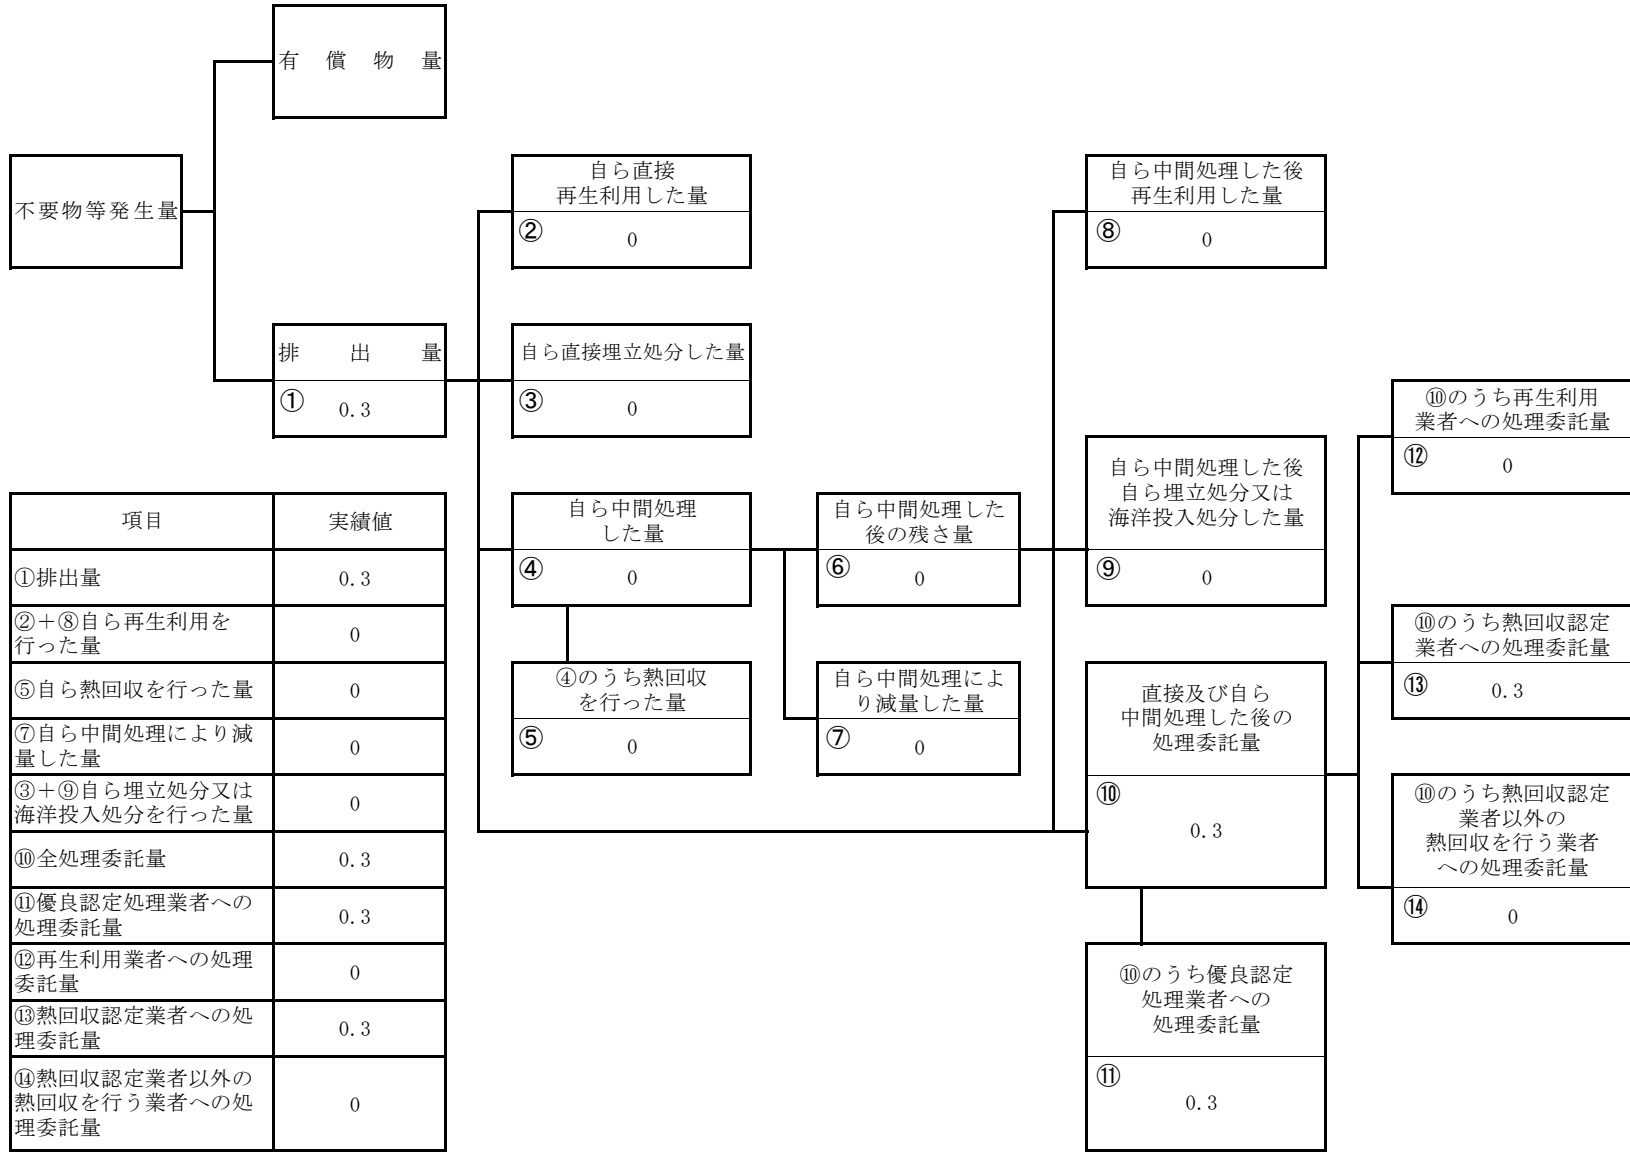 有償物量
不要物等発生量
排出量
① 0.3
自ら直接
再生利用した量
② 0
自ら直接埋立処分した量
③ 0
自ら中間処理
した量
④ 0
④のうち熱回収
を行った量
⑤ 0
自ら中間処理した
後の残さ量
⑥ 0
自ら中間処理によ
り減量した量
⑦ 0
自ら中間処理した後
再生利用した量
⑧ 0
自ら中間処理した後
自ら埋立処分又は
海洋投入処分した量
⑨ 0
直接及び自ら
中間処理した後の
処理委託量
⑩
0.3
⑩のうち優良認定
処理業者への
処理委託量
⑪
0.3
⑩のうち再生利用
業者への処理委託量
⑫ 0
⑩のうち熱回収認定
業者への処理委託量
⑬ 0.3
⑩のうち熱回収認定
業者以外の
熱回収を行う業者
への処理委託量
⑭ 0
項目 実績値
①排出量 0.3
②＋⑧自ら再生利用を
行った量 0
⑤自ら熱回収を行った量 0
⑦自ら中間処理により減
量した量 0
③＋⑨自ら埋立処分又は
海洋投入処分を行った量 0
⑩全処理委託量 0.3
⑪優良認定処理業者への
処理委託量 0.3
⑫再生利用業者への処理
委託量 0
⑬熱回収認定業者への処
理委託量 0.3
⑭熱回収認定業者以外の
熱回収を行う業者への処
理委託量 0